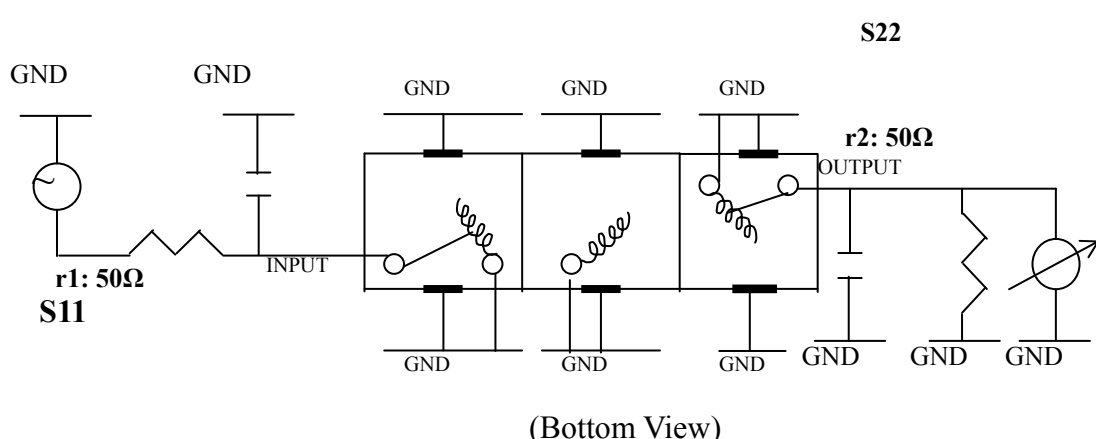 S22
GND
GND
GND
GND
GND
r2: 50Ω
OUTPUT
INPUT
r1: 50Ω
S11
GND
GND
GND
GND
GND
GND
(Bottom View)